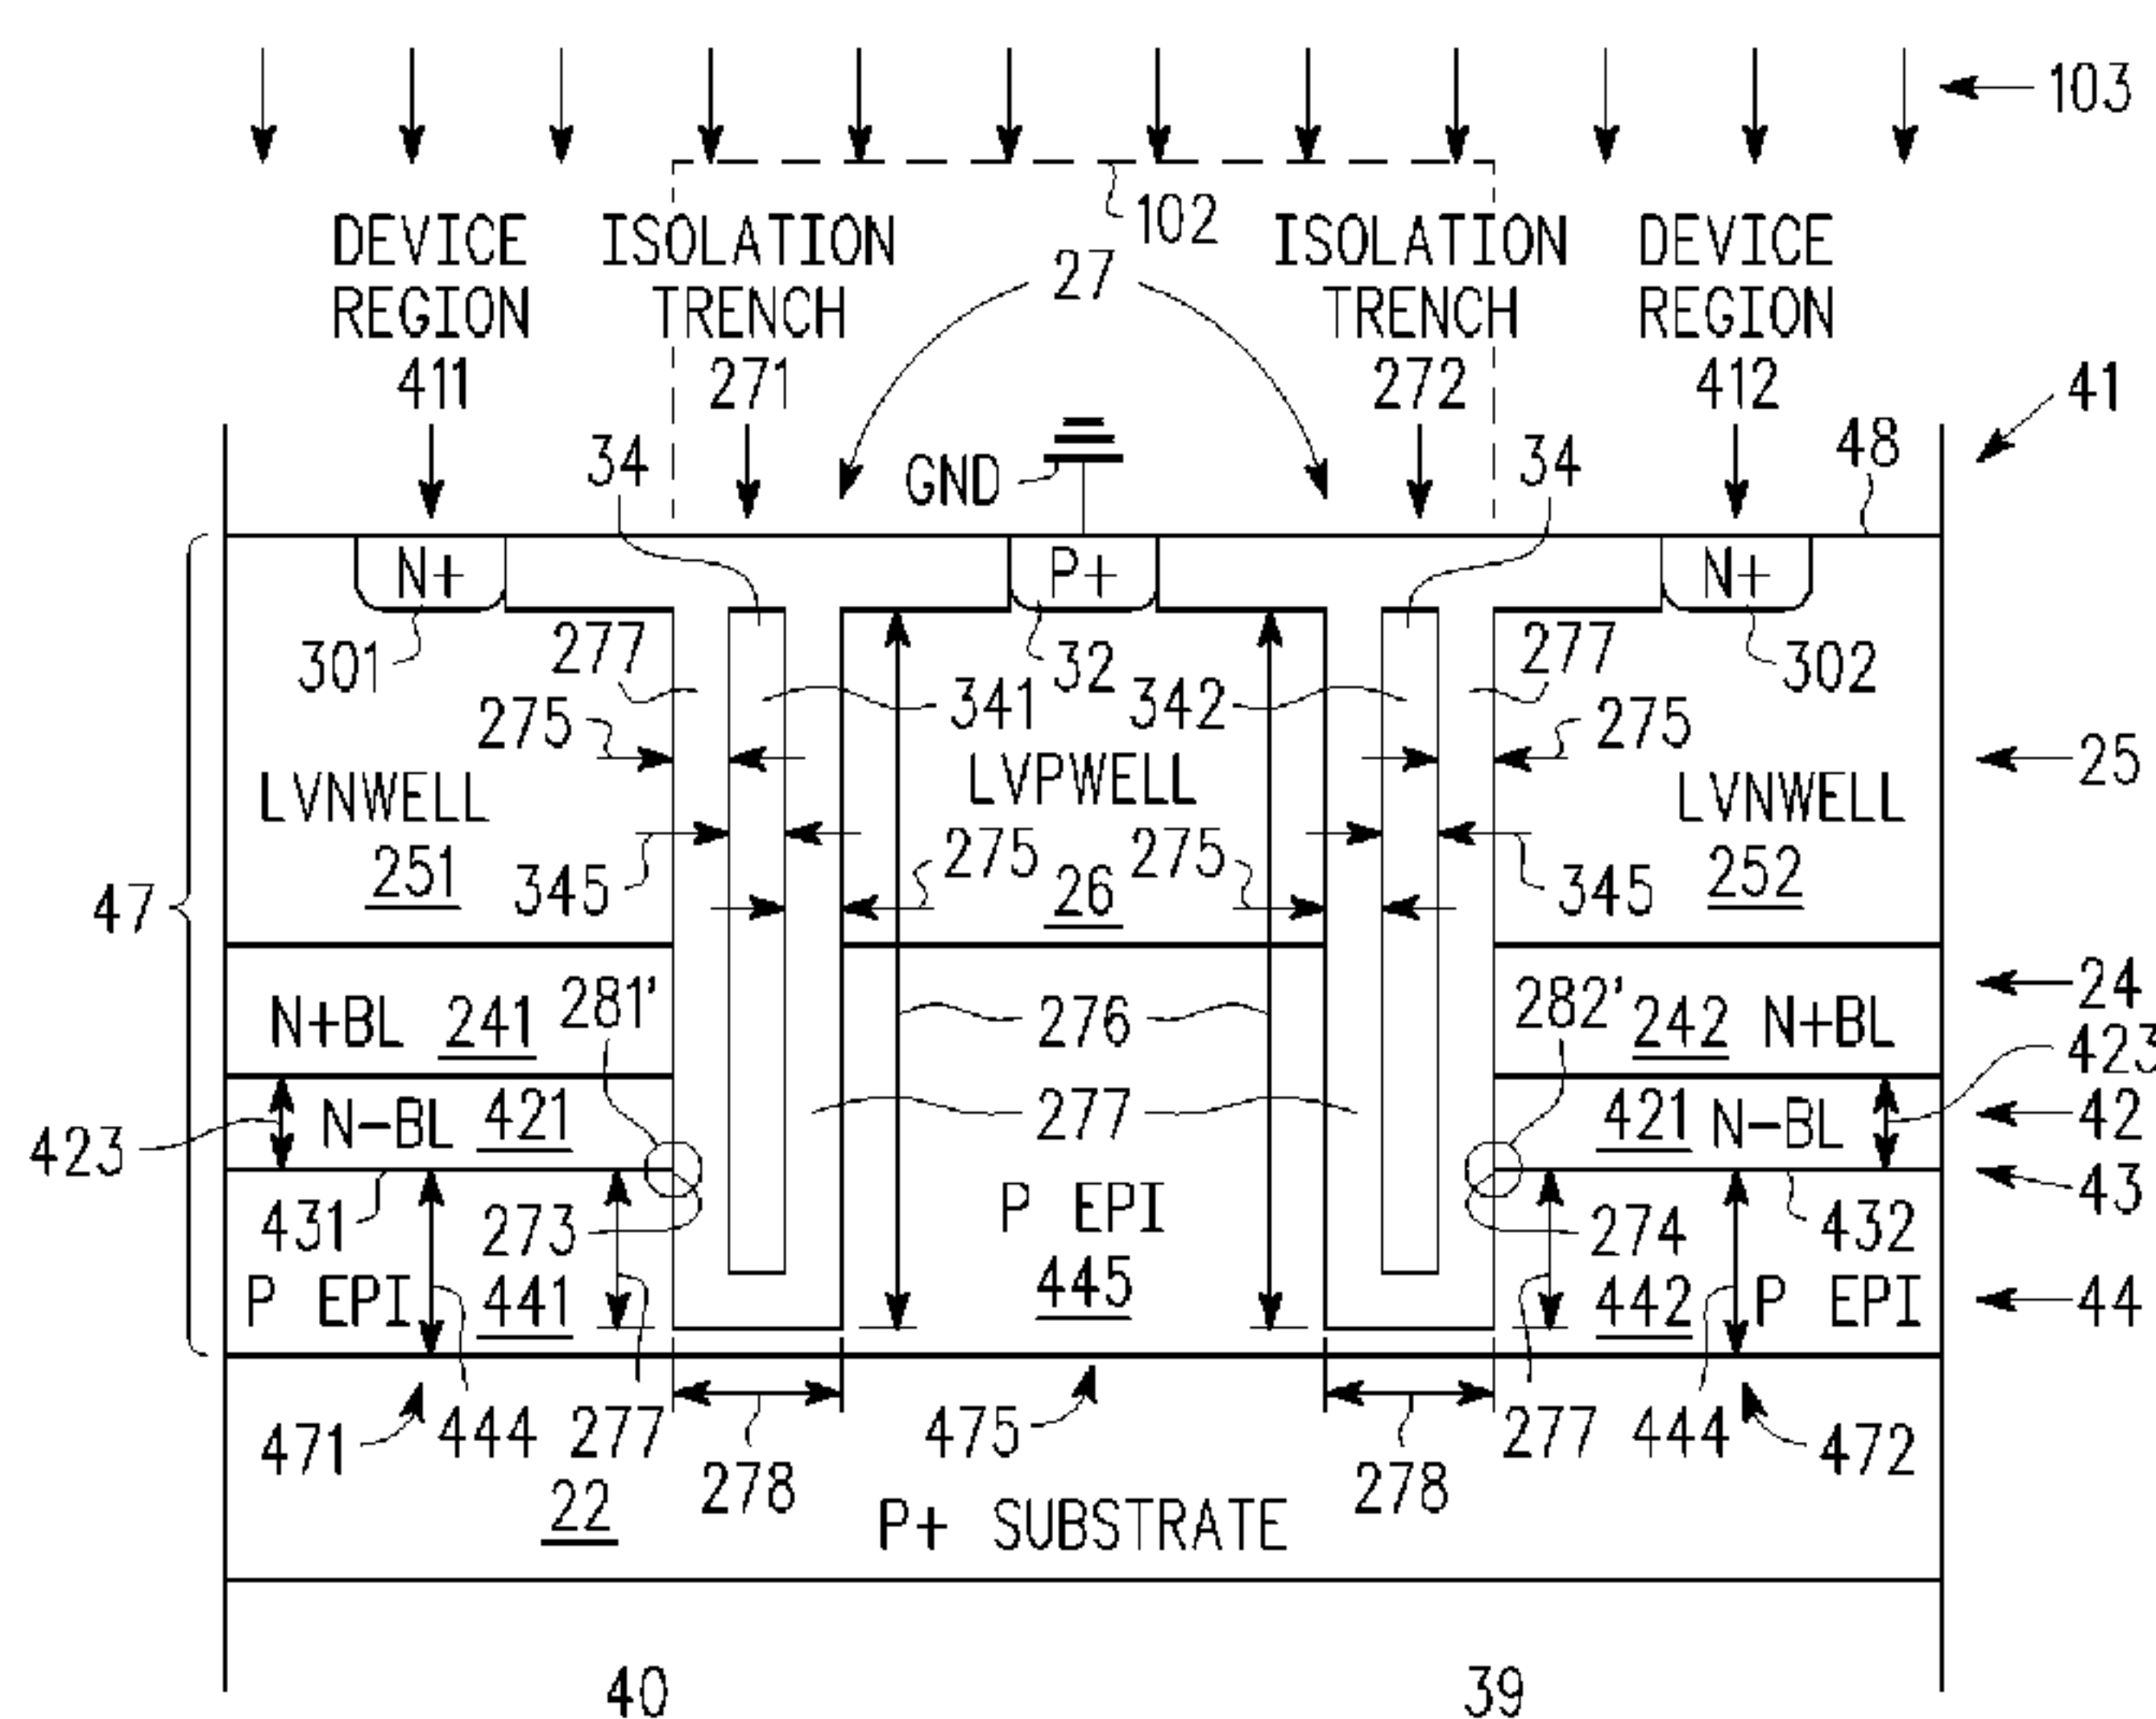 103
102
DEVICE REGION 411
ISOLATION TRENCH 271
27
ISOLATION TRENCH 272
DEVICE REGION 412
41
34
GND
34
48
N+
P+
N+
301
277
32
277
302
275
341
342
275
25
LVNWELL 251
LVPWELL 26
LVNWELL 252
345
275
275
345
47
24
N+BL 241
281'
276
282'
242 N+BL
423
423
N-BL 421
277
421 N-BL
42
43
431
273
P EPI 445
274
432
P EPI 441
442 P EPI
44
471
444
277
278
475
278
277
444
472
22
P+ SUBSTRATE
40
39